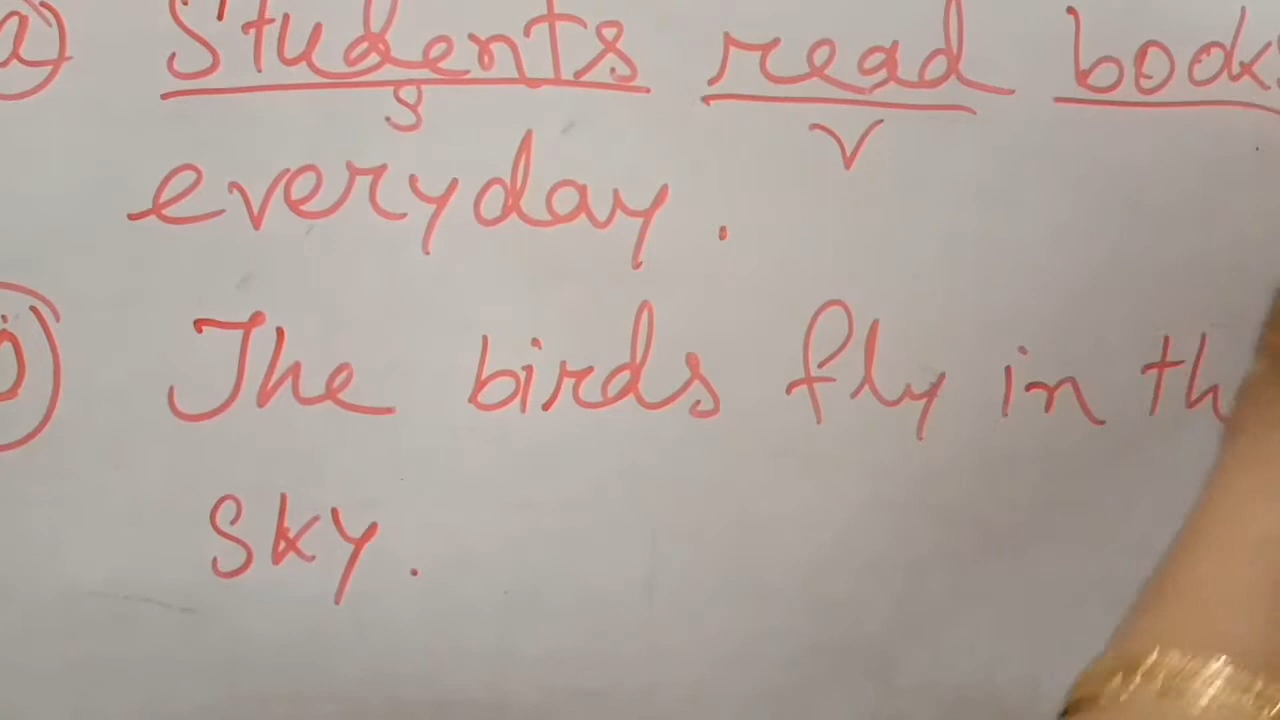 a) Students read book
S V
everyday.
b) The birds fly in th
sky.